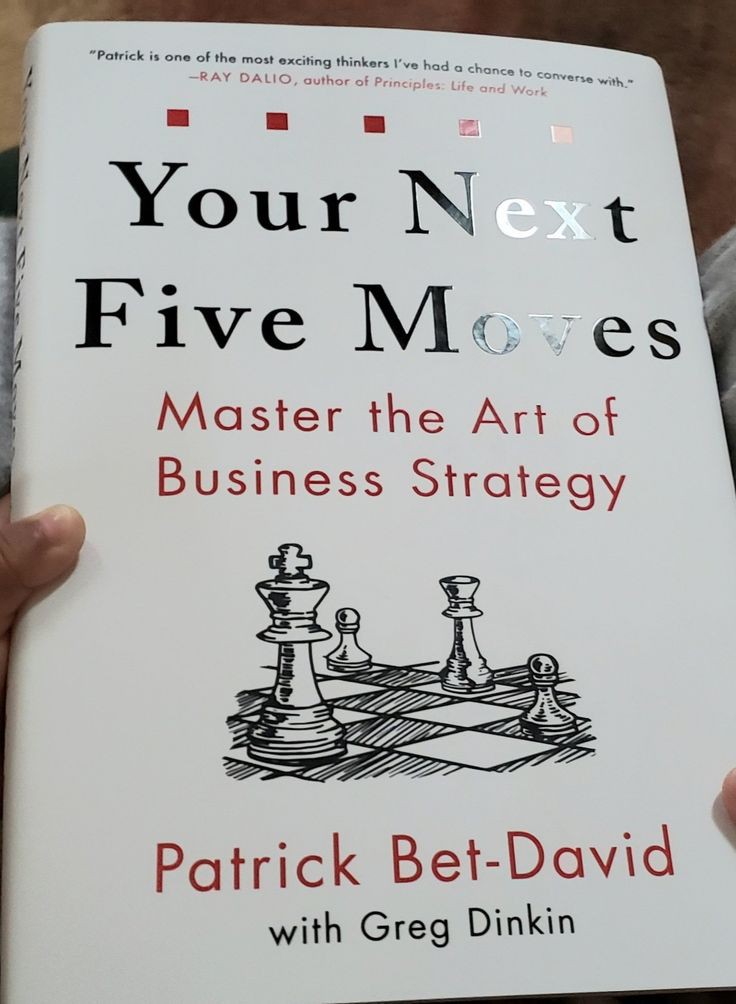 "Patrick is one of the most exciting thinkers I've had a chance to converse with."
—RAY DALIO, author of Principles: Life and Work
Your Next
Five Moves
Master the Art of
Business Strategy
Patrick Bet-David
with Greg Dinkin